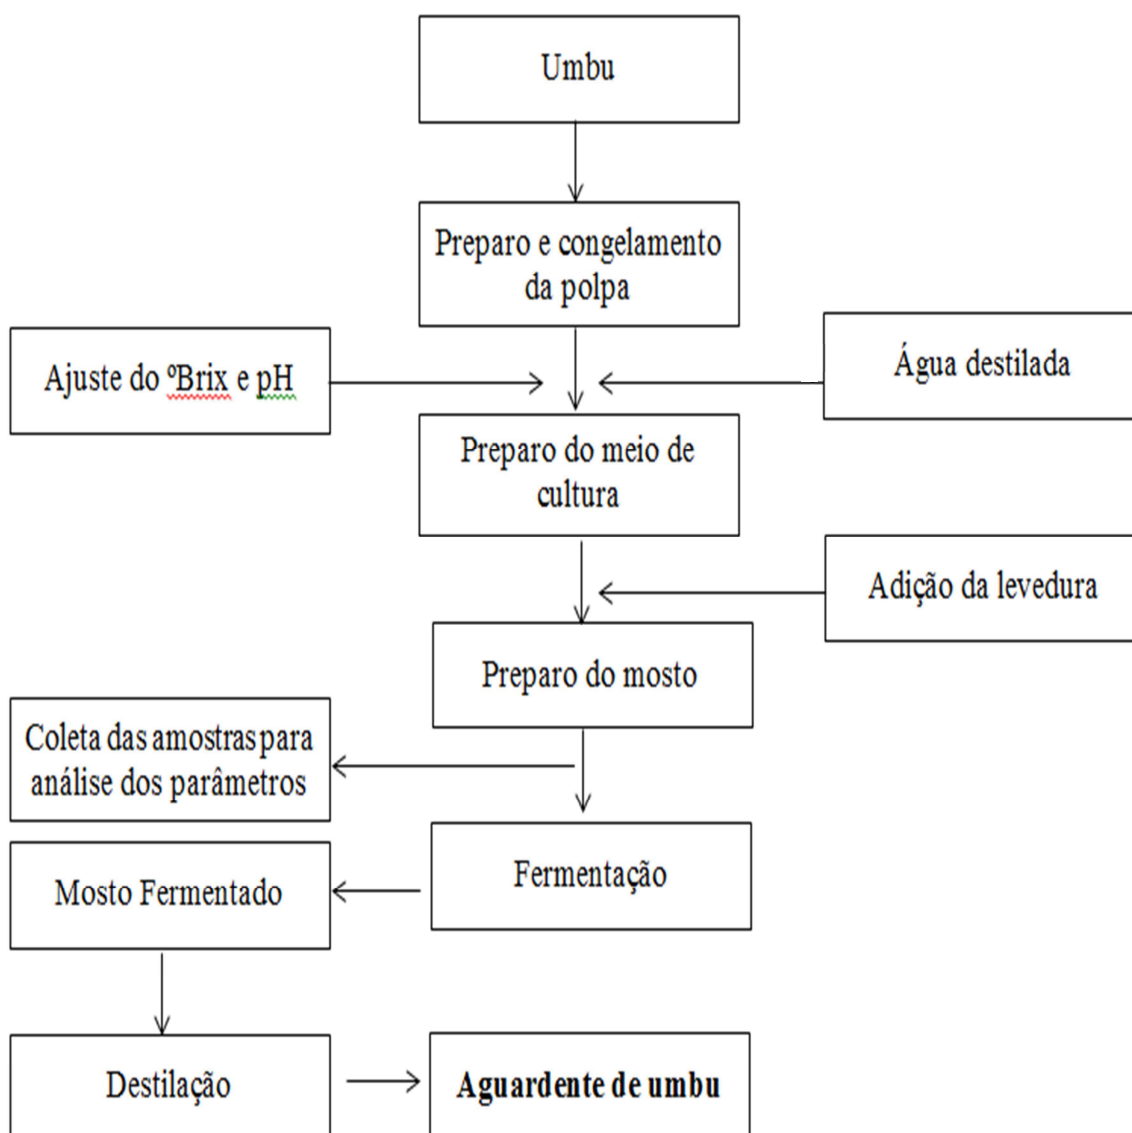 Umbu
Preparo e congelamento
da polpa
Ajuste do ºBrix e pH
Água destilada
Preparo do meio de
cultura
Adição da levedura
Preparo do mosto
Coleta das amostras para
análise dos parâmetros
Fermentação
Mosto Fermentado
Destilação
Aguardente de umbu